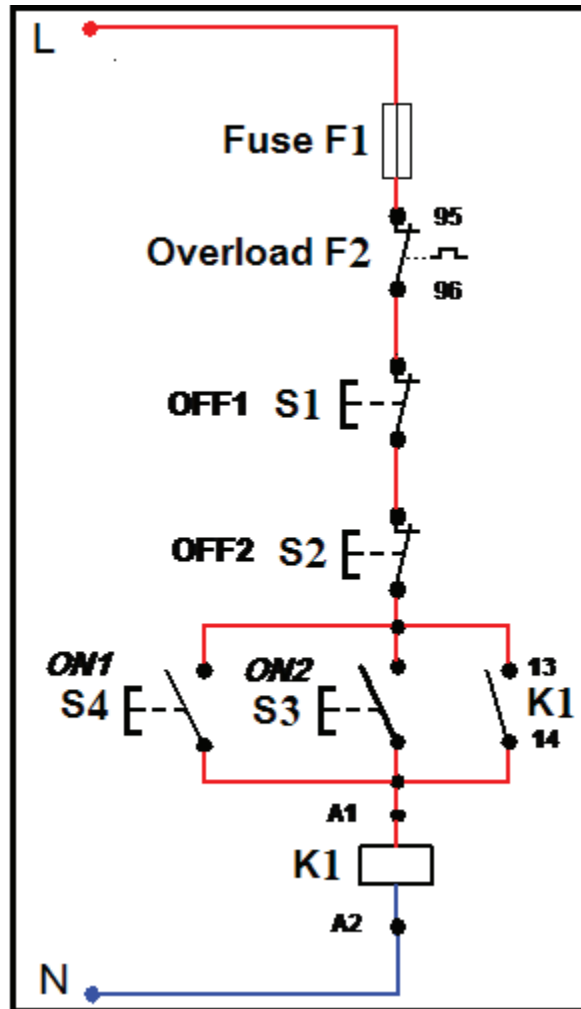 L
Fuse F1
95
Overload F2
96
OFF1 S1
OFF2 S2
ON1
S4
ON2
S3
13
K1
14
A1
K1
A2
N